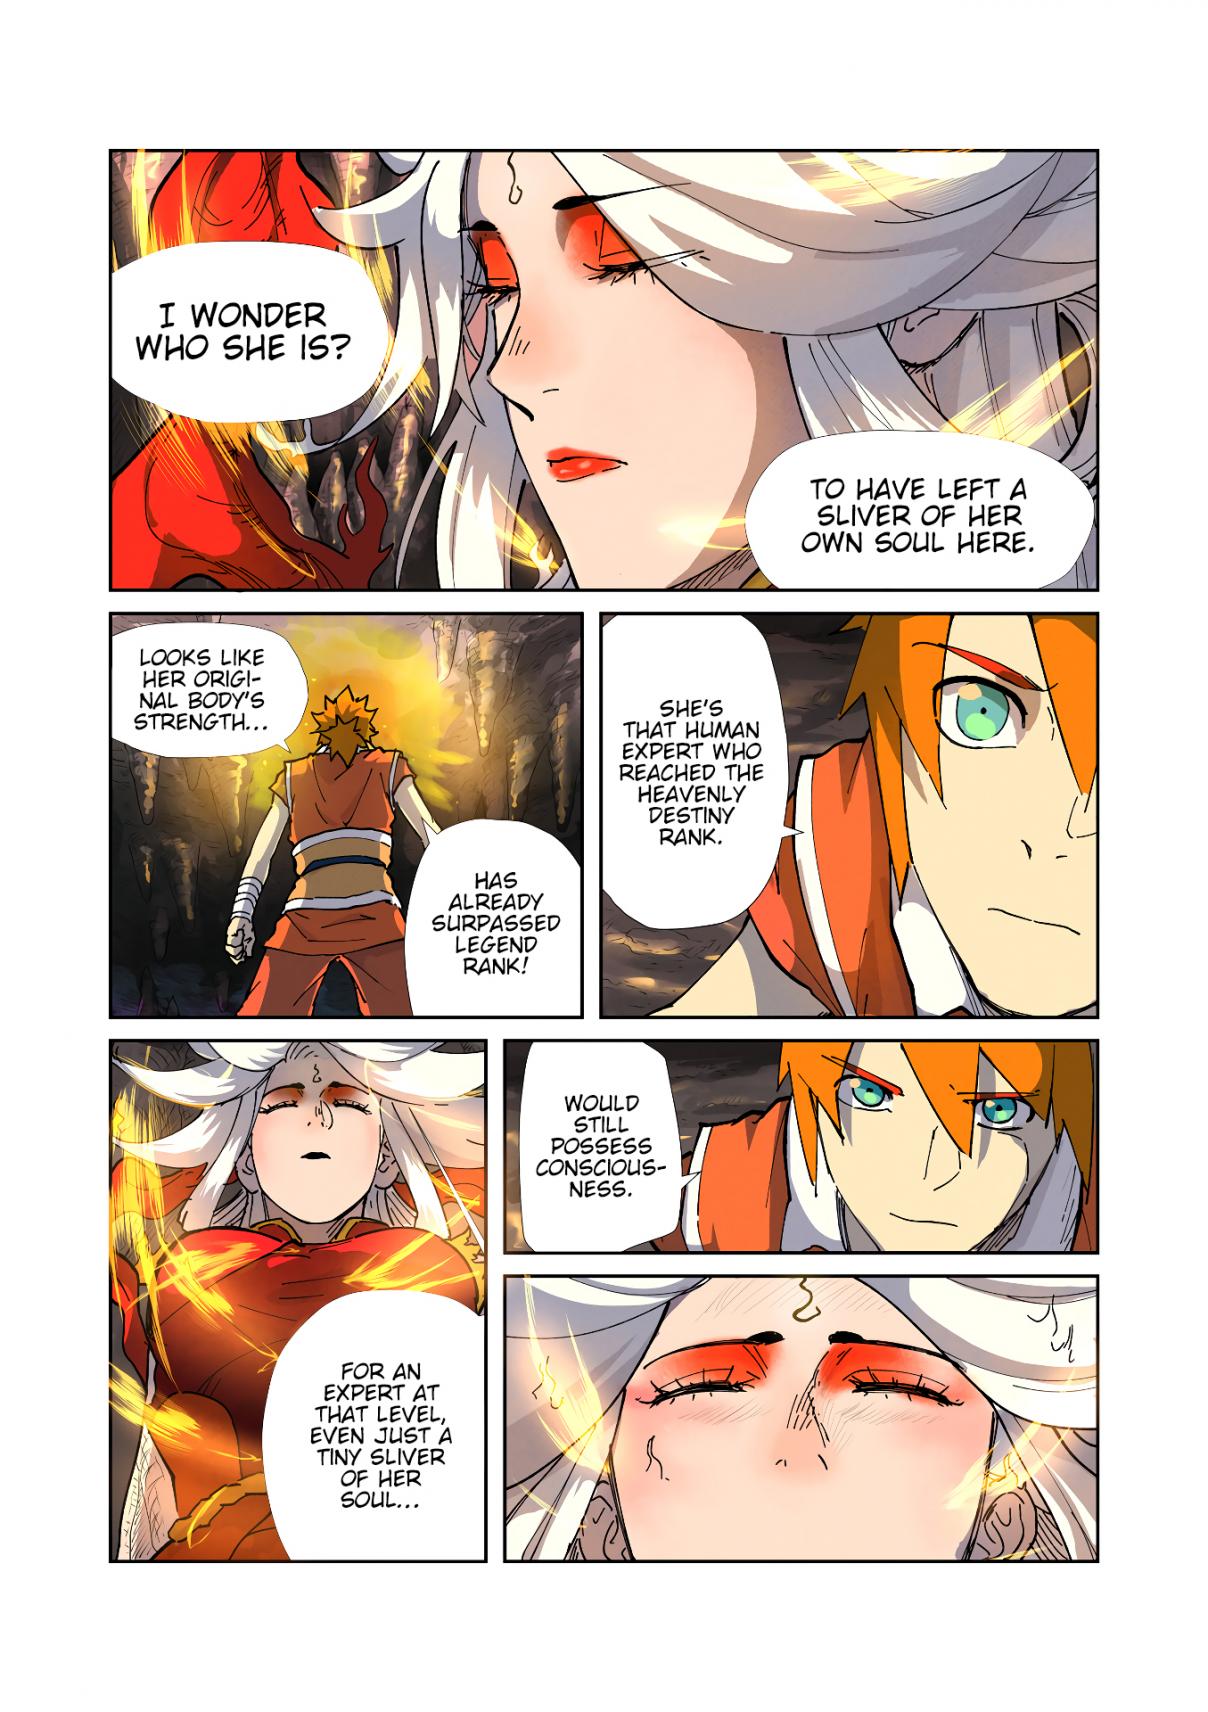 I WONDER
WHO SHE IS?
TO HAVE LEFT A
SLIVER OF HER
OWN SOUL HERE.
LOOKS LIKE
HER ORIGI-
NAL BODY'S
STRENGTH...
HAS
ALREADY
SURPASSED
LEGEND
RANK!
SHE'S
THAT HUMAN
EXPERT WHO
REACHED THE
HEAVENLY
DESTINY
RANK.
FOR AN
EXPERT AT
THAT LEVEL,
EVEN JUST A
TINY SLIVER
OF HER
SOUL...
WOULD
STILL
POSSESS
CONSCIOUS-
NESS.